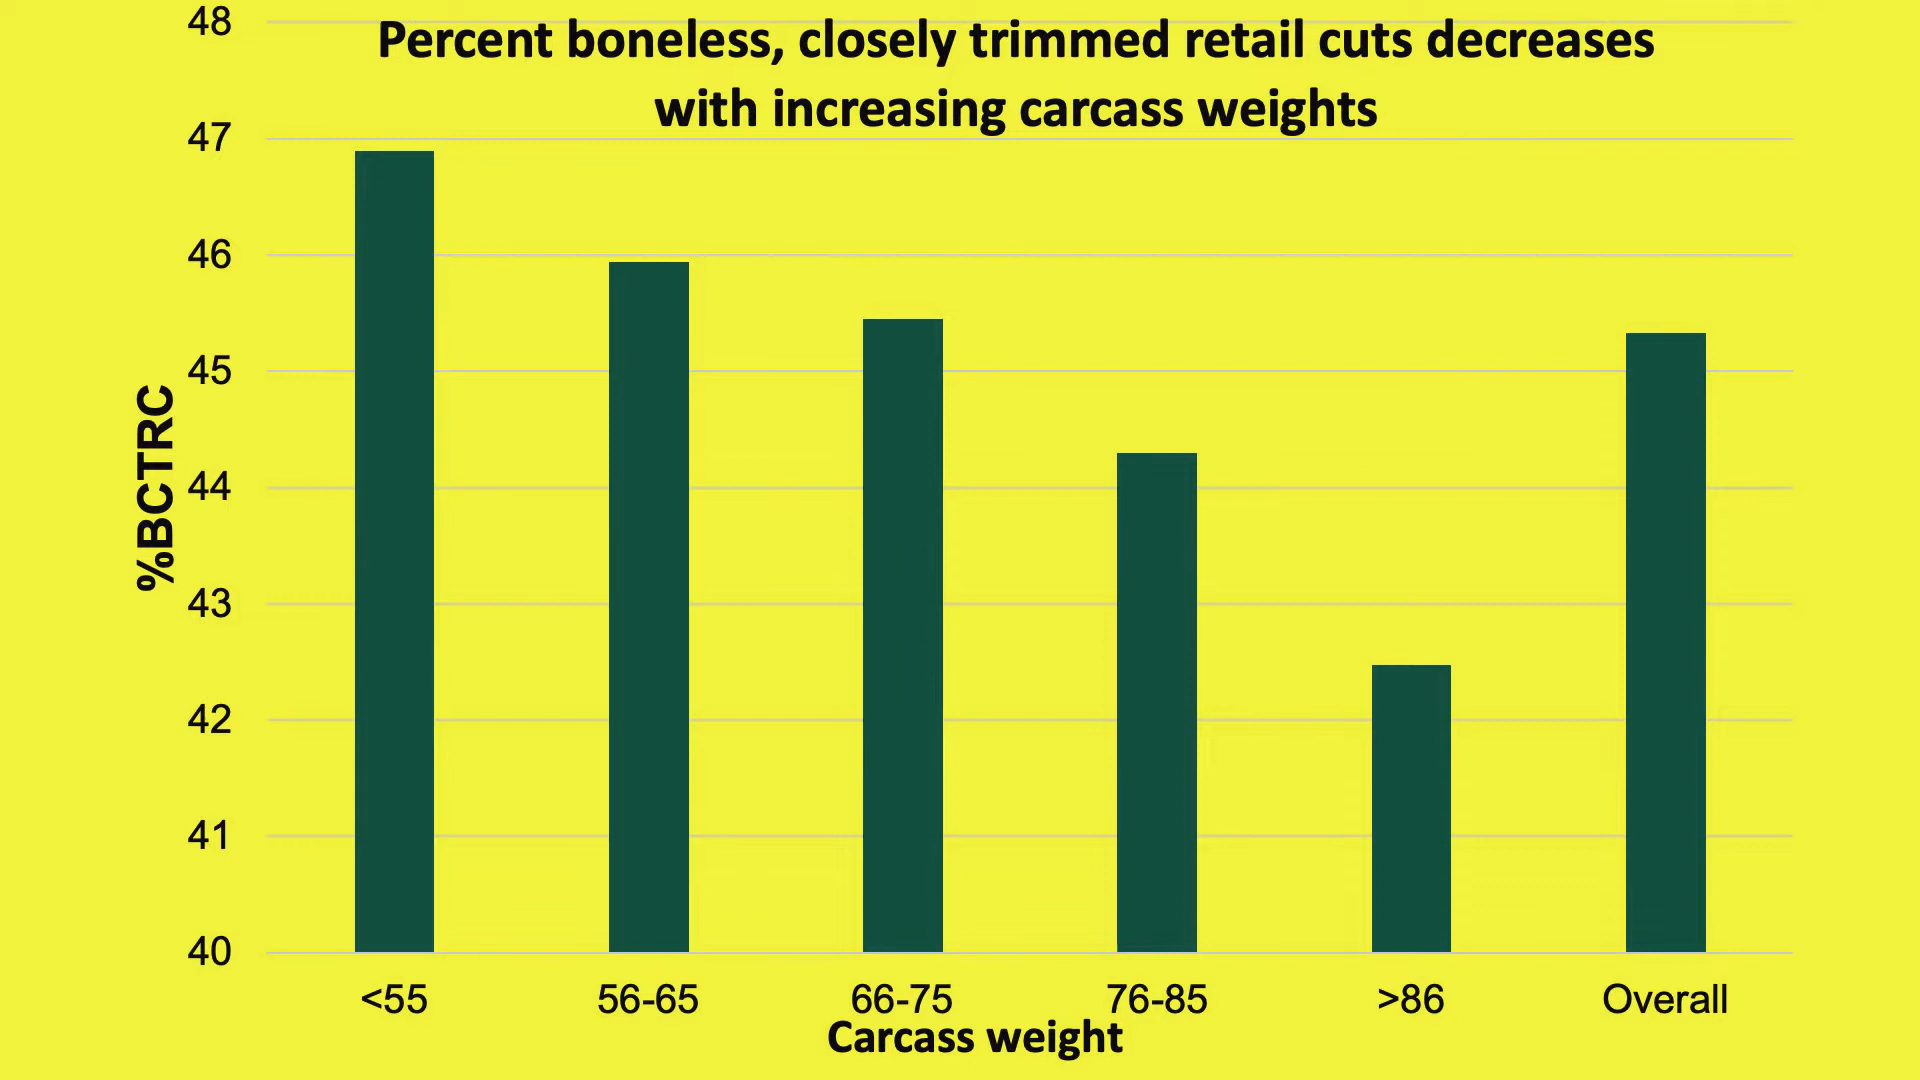 Percent boneless, closely trimmed retail cuts decreases
with increasing carcass weights
%BCTRC
48
47
46
45
44
43
42
41
40
<55 56-65 66-75 76-85 >86 Overall
Carcass weight